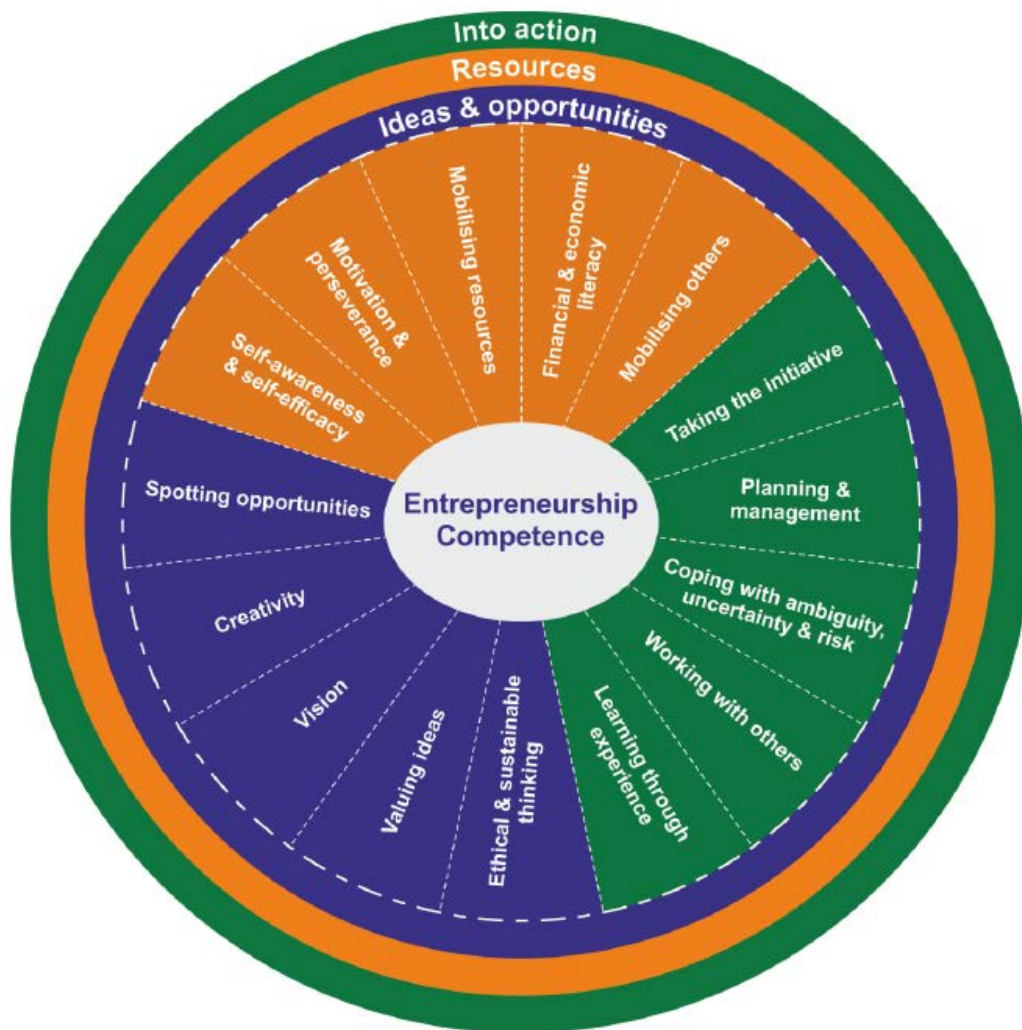 Into action
Resources
Ideas & opportunities
Self-awareness
& self-efficacy
Motivation &
perseverance
Mobilising resources
Financial & economic
literacy
Mobilising others
Taking the initiative
Planning &
management
Coping with ambiguity,
uncertainty & risk
Working with others
Learning through
experience
Ethical & sustainable
thinking
Valuing ideas
Vision
Creativity
Spotting opportunities
Entrepreneurship
Competence